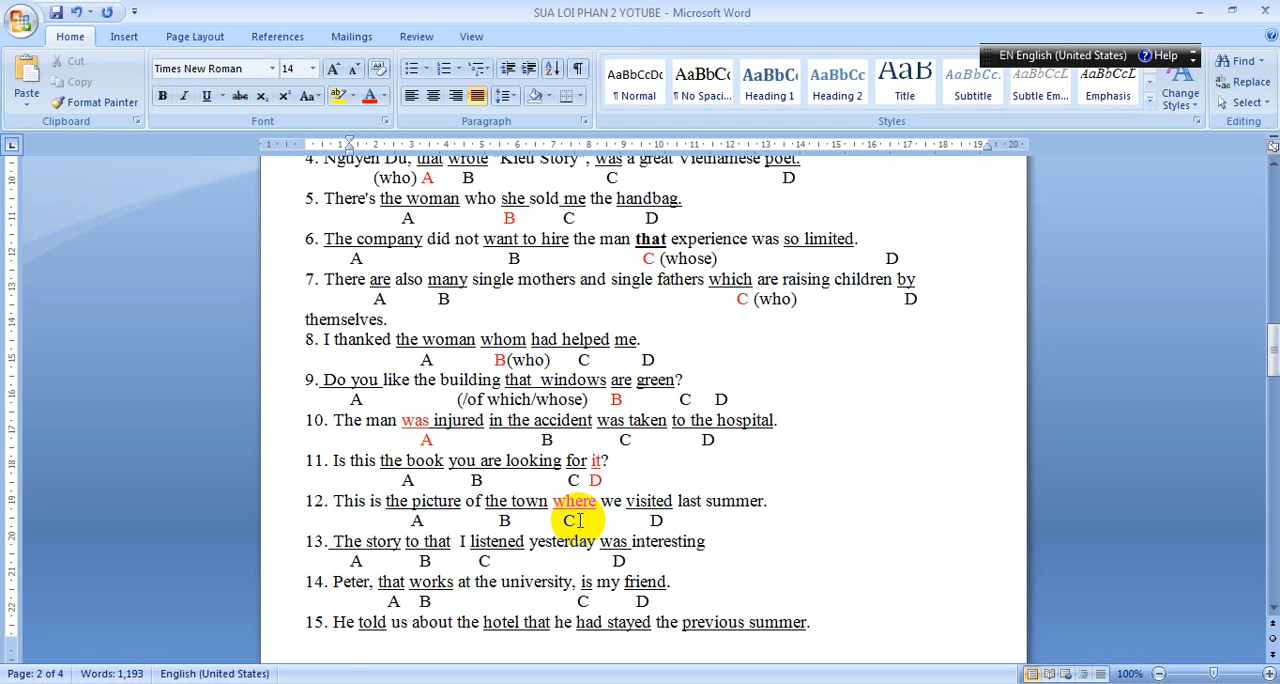 SUA LOI PHAN 2 YOTUBE - Microsoft Word
Home Insert Page Layout References Mailings Review View
EN English (United States) Help
Paste Cut Copy Format Painter
Clipboard
Times New Roman 14
Font
Paragraph
AaBbCcDc AaBbCc AaBbCc AaBbCc AaB AaBbCc. AaBbCc AaBbCc
¶ Normal ¶ No Spaci... Heading 1 Heading 2 Title Subtitle Subtle Em... Emphasis
Change Styles
Styles
Find
Replace
Select
Editing
4. Nguyen Du, that wrote "Kieu Story", was a great Vietnamese poet.
(who) A B C D
5. There's the woman who she sold me the handbag.
A B C D
6. The company did not want to hire the man that experience was so limited.
A B C (whose) D
7. There are also many single mothers and single fathers which are raising children by
A B C (who) D
themselves.
8. I thanked the woman whom had helped me.
A B(who) C D
9. Do you like the building that windows are green?
A (/of which/whose) B C D
10. The man was injured in the accident was taken to the hospital.
A B C D
11. Is this the book you are looking for it?
A B C D
12. This is the picture of the town where we visited last summer.
A B C D
13. The story to that I listened yesterday was interesting
A B C D
14. Peter, that works at the university, is my friend.
A B C D
15. He told us about the hotel that he had stayed the previous summer.
Page: 2 of 4 Words: 1,193 English (United States) 100%